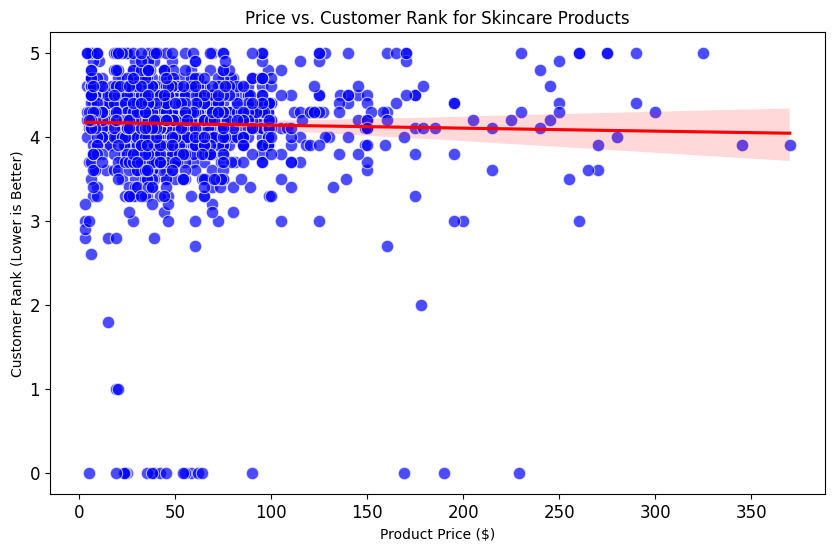 Price vs. Customer Rank for Skincare Products
Customer Rank (Lower is Better)
5
4
3
2
1
0
0 50 100 150 200 250 300 350
Product Price ($)